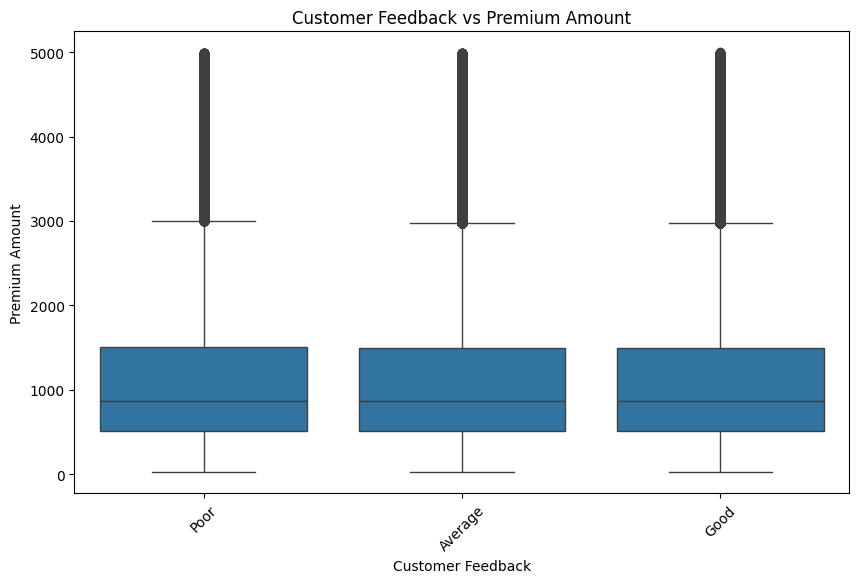 Customer Feedback vs Premium Amount
Premium Amount
5000
4000
3000
2000
1000
0
Poor
Average
Good
Customer Feedback